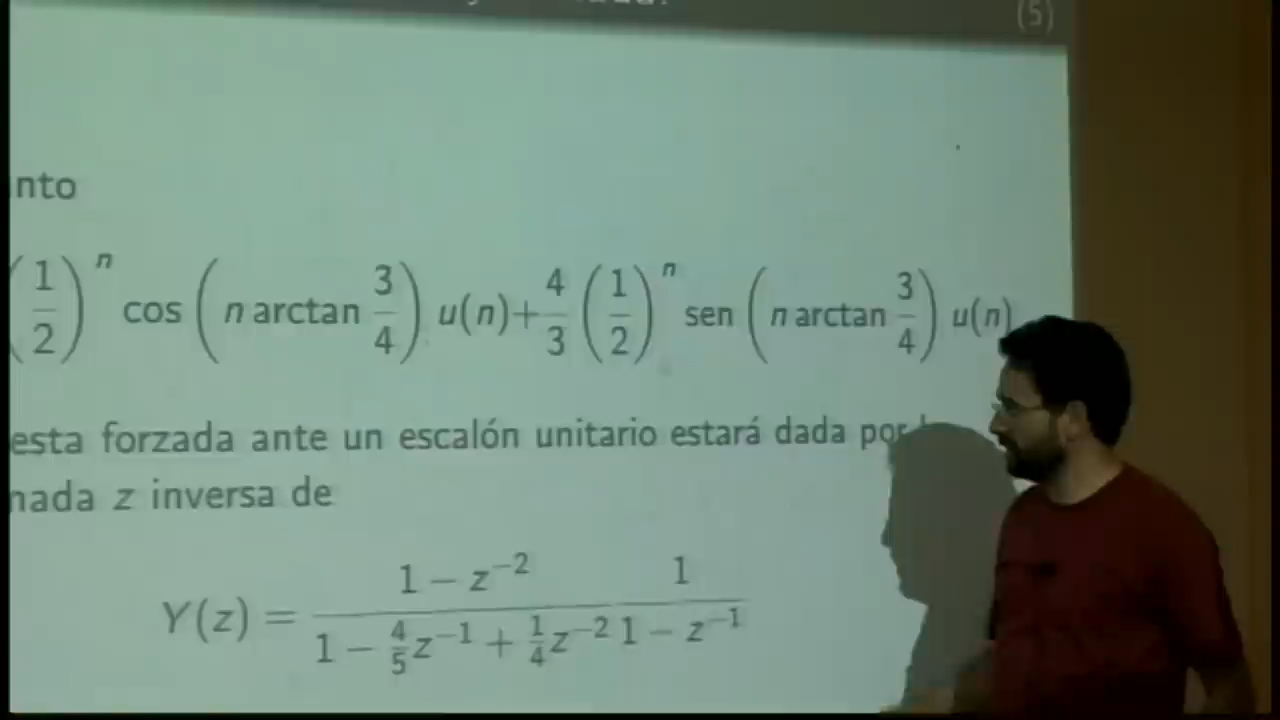 (5)
nto
(1/2)^n cos (n arctan 3/4) u(n)+4/3 (1/2)^n sen (n arctan 3/4) u(n)
esta forzada ante un escalón unitario estará dada por
nada z inversa de
Y(z) = (1 − z^−2)/(1 − 4/5 z^−1 + 1/4 z^−2) 1/(1 − z^−1)